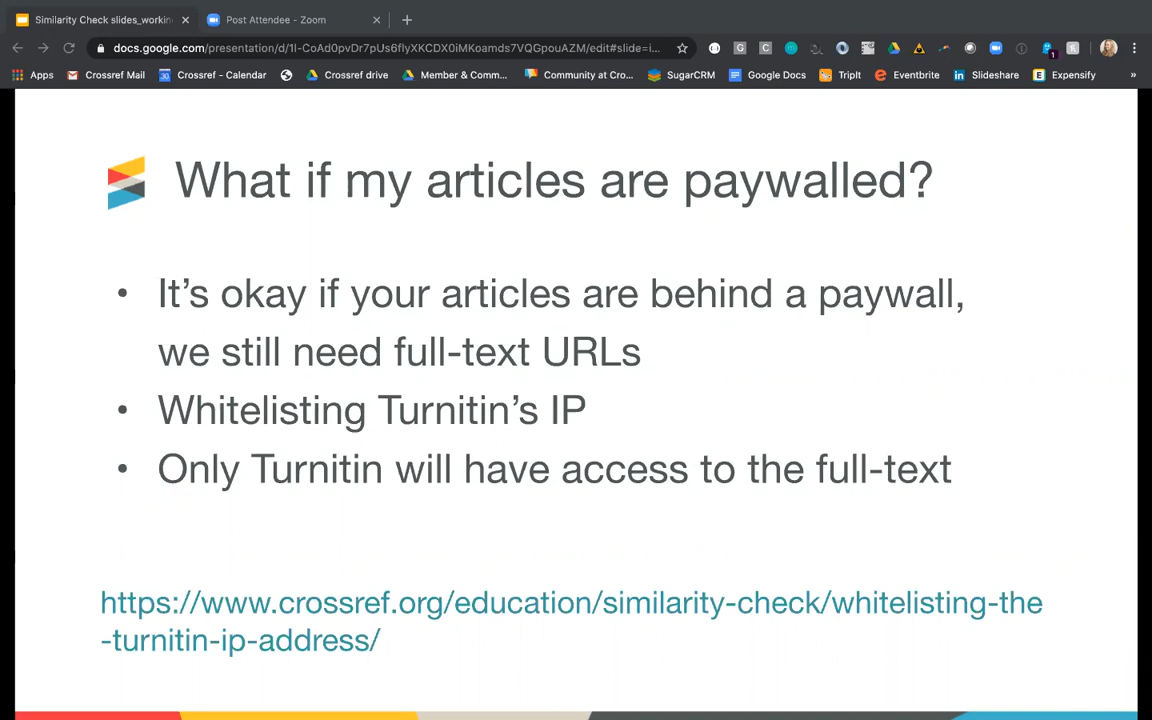 Similarity Check slides_workin
Post Attendee - Zoom
docs.google.com/presentation/d/1l-CoAd0pvDr7pUs6flyXKCDX0iMKoamds7VQGpouAZM/edit#slide=i...
Apps
Crossref Mail
Crossref - Calendar
Crossref drive
Member & Comm...
Community at Cro...
SugarCRM
Google Docs
TripIt
Eventbrite
Slideshare
Expensify
»
What if my articles are paywalled?
• It’s okay if your articles are behind a paywall,
we still need full-text URLs
• Whitelisting Turnitin’s IP
• Only Turnitin will have access to the full-text
https://www.crossref.org/education/similarity-check/whitelisting-the
-turnitin-ip-address/